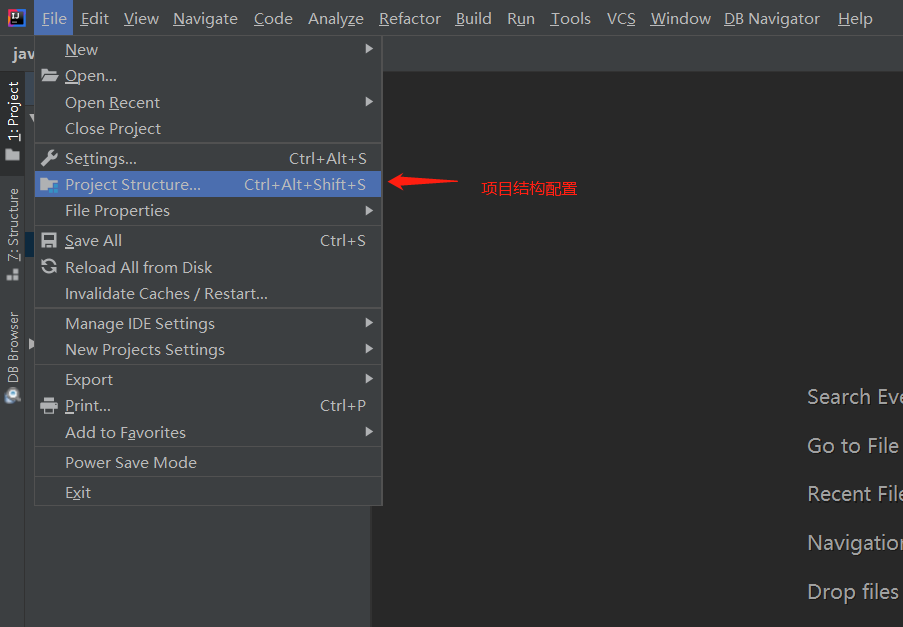 File Edit View Navigate Code Analyze Refactor Build Run Tools VCS Window DB Navigator Help
jav
1: Project
Z: Structure
DB Browser
New
Open...
Open Recent
Close Project
Settings... Ctrl+Alt+S
Project Structure... Ctrl+Alt+Shift+S
项目结构配置
File Properties
Save All Ctrl+S
Reload All from Disk
Invalidate Caches / Restart...
Manage IDE Settings
New Projects Settings
Export
Print... Ctrl+P
Add to Favorites
Power Save Mode
Exit
Search Eve
Go to File
Recent File
Navigation
Drop files